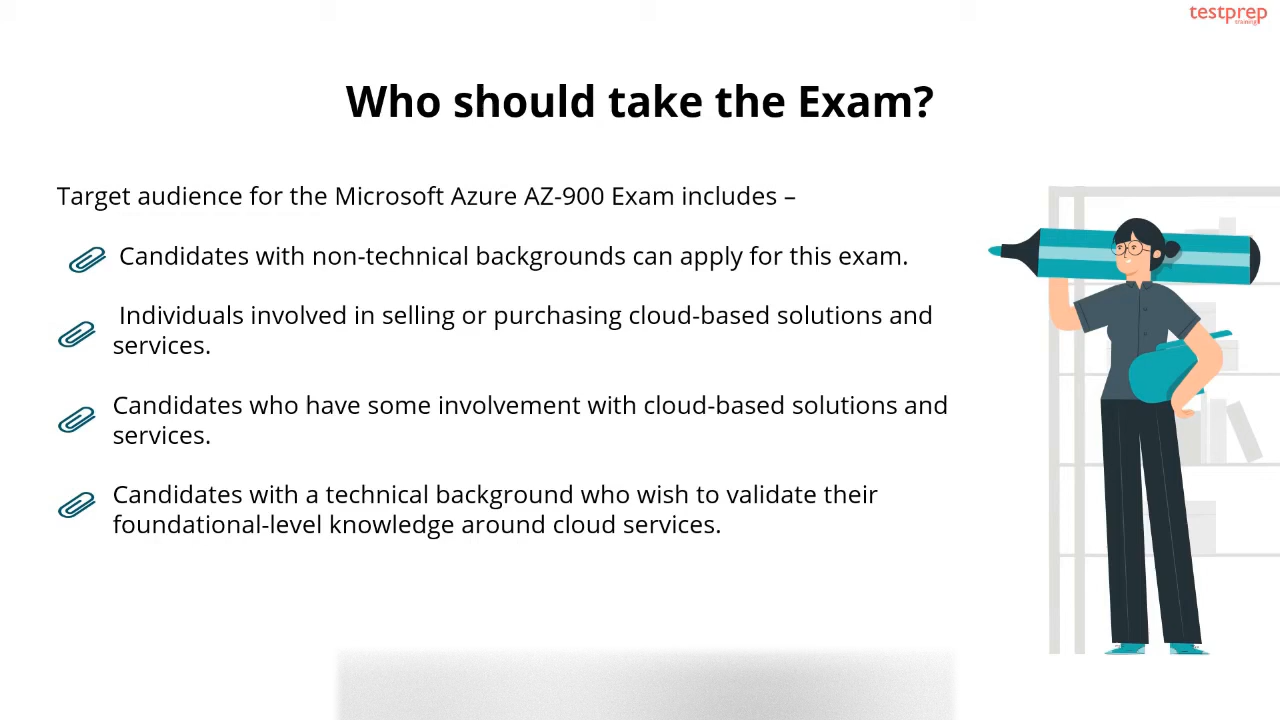 testprep
training
Who should take the Exam?
Target audience for the Microsoft Azure AZ-900 Exam includes –
Candidates with non-technical backgrounds can apply for this exam.
Individuals involved in selling or purchasing cloud-based solutions and
services.
Candidates who have some involvement with cloud-based solutions and
services.
Candidates with a technical background who wish to validate their
foundational-level knowledge around cloud services.